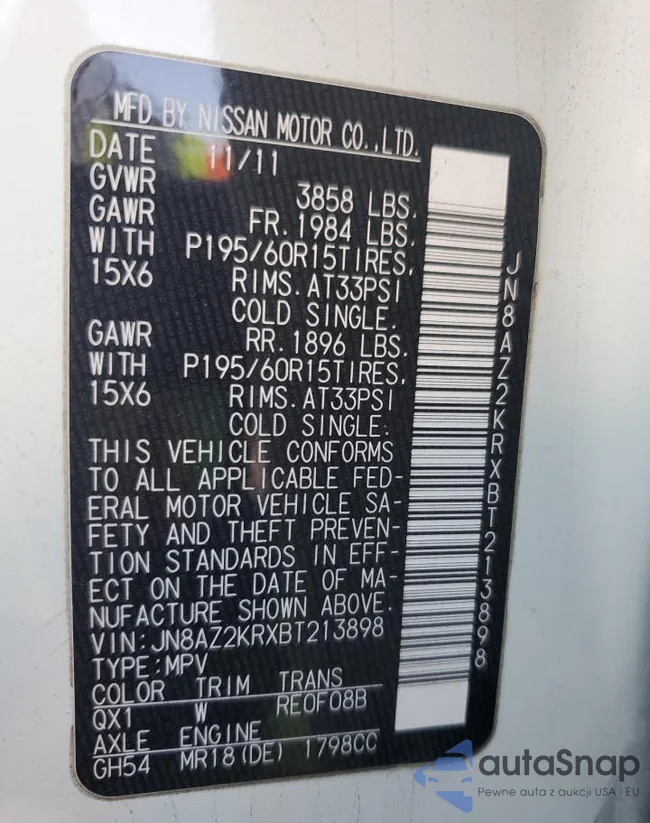 MFD BY NISSAN MOTOR CO.,LTD.
DATE 11/11
GVWR 3858 LBS.
GAWR FR. 1984 LBS.
WITH P195/60R15TIRES,
15X6 RIMS. AT33PSI
COLD SINGLE.
GAWR RR. 1896 LBS.
WITH P195/60R15TIRES,
15X6 RIMS. AT33PSI
COLD SINGLE.
THIS VEHICLE CONFORMS
TO ALL APPLICABLE FED-
ERAL MOTOR VEHICLE SA-
FETY AND THEFT PREVEN-
TION STANDARDS IN EFF-
ECT ON THE DATE OF MA-
NUFACTURE SHOWN ABOVE.
VIN:JN8AZ2KRXBT213898
TYPE:MPV
COLOR TRIM TRANS
QX1 W RE0F08B
AXLE ENGINE
GH54 MR18(DE) 1798CC
JN8AZ2KRXBT213898
autaSnap
Pewne auta z aukcji USA - EU